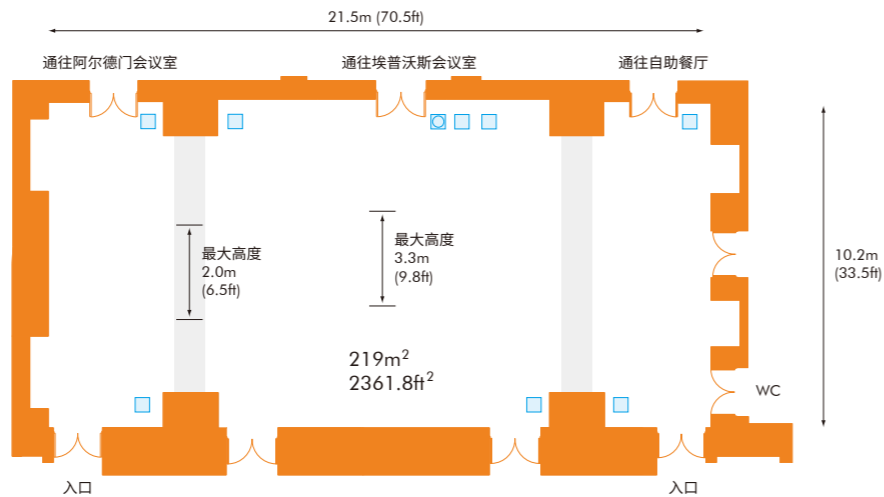 21.5m (70.5ft)
通往阿尔德门会议室
通往埃普沃斯会议室
通往自助餐厅
最大高度
2.0m
(6.5ft)
最大高度
3.3m
(9.8ft)
10.2m
(33.5ft)
219m²
2361.8ft²
WC
入口
入口